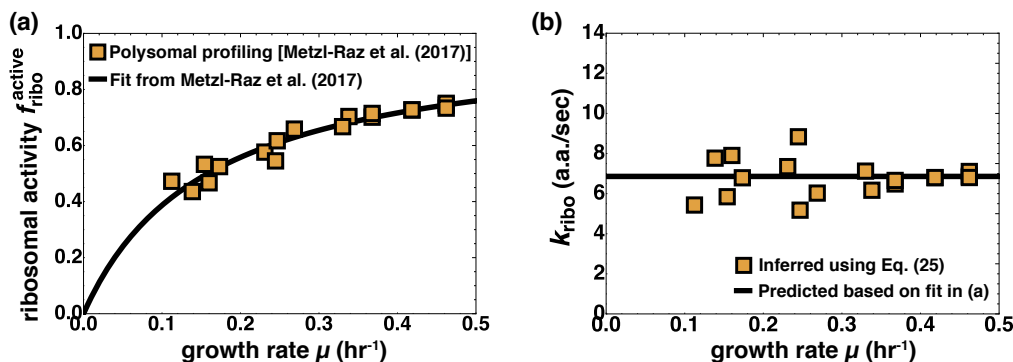 (a)
1.0
0.8
0.6
0.4
0.2
0.0
ribosomal activity f_ribo^active
Polysomal profiling [Metzl-Raz et al. (2017)]
Fit from Metzl-Raz et al. (2017)
0.0 0.1 0.2 0.3 0.4 0.5
growth rate μ (hr⁻¹)
(b)
14
12
10
8
6
4
2
0
k_ribo (a.a./sec)
Inferred using Eq. (25)
Predicted based on fit in (a)
0.0 0.1 0.2 0.3 0.4 0.5
growth rate μ (hr⁻¹)